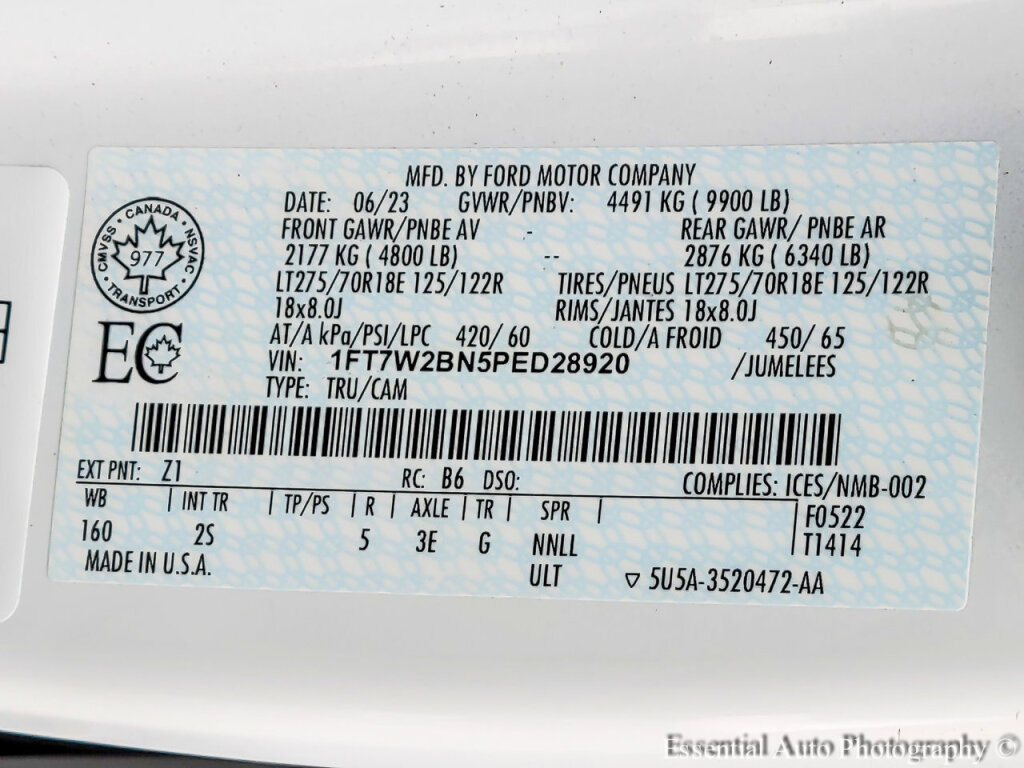 MFD. BY FORD MOTOR COMPANY
DATE: 06/23 GVWR/PNBV: 4491 KG ( 9900 LB)
FRONT GAWR/PNBE AV - REAR GAWR/ PNBE AR
2177 KG ( 4800 LB) -- 2876 KG ( 6340 LB)
LT275/70R18E 125/122R TIRES/PNEUS LT275/70R18E 125/122R
18x8.0J RIMS/JANTES 18x8.0J
AT/A kPa/PSI/LPC 420/ 60 COLD/A FROID 450/ 65
VIN: 1FT7W2BN5PED28920 /JUMELEES
TYPE: TRU/CAM
CANADA
CMVSS 977 NSVAC
TRANSPORT
EC
EXT PNT: Z1 RC: B6 DSO: COMPLIES: ICES/NMB-002
WB | INT TR | TP/PS | R | AXLE | TR | SPR | F0522
160 2S 5 3E G NNLL T1414
MADE IN U.S.A. ULT ▽ 5U5A-3520472-AA
Essential Auto Photography ©